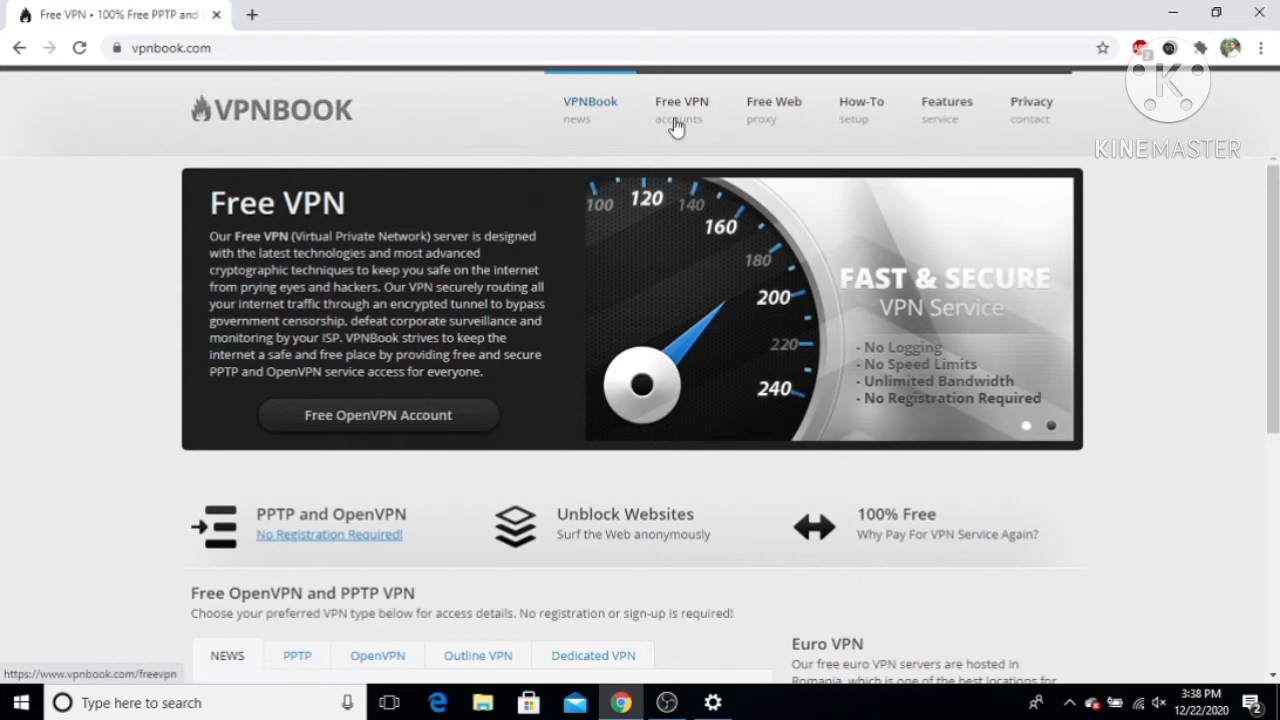 Free VPN • 100% Free PPTP and
vpnbook.com
VPNBOOK
VPNBook
news
Free VPN
accounts
Free Web
proxy
How-To
setup
Features
service
Privacy
contact
K
KINEMASTER
Free VPN
Our Free VPN (Virtual Private Network) server is designed
with the latest technologies and most advanced
cryptographic techniques to keep you safe on the internet
from prying eyes and hackers. Our VPN securely routing all
your internet traffic through an encrypted tunnel to bypass
government censorship, defeat corporate surveillance and
monitoring by your ISP. VPNBook strives to keep the
internet a safe and free place by providing free and secure
PPTP and OpenVPN service access for everyone.
Free OpenVPN Account
100
120
140
160
180
200
220
240
FAST & SECURE
VPN Service
- No Logging
- No Speed Limits
- Unlimited Bandwidth
- No Registration Required
PPTP and OpenVPN
No Registration Required!
Unblock Websites
Surf the Web anonymously
100% Free
Why Pay For VPN Service Again?
Free OpenVPN and PPTP VPN
Choose your preferred VPN type below for access details. No registration or sign-up is required!
NEWS
PPTP
OpenVPN
Outline VPN
Dedicated VPN
Euro VPN
Our free euro VPN servers are hosted in
Romania, which is one of the best locations for
https://www.vpnbook.com/freevpn
Type here to search
3:38 PM
12/22/2020
2